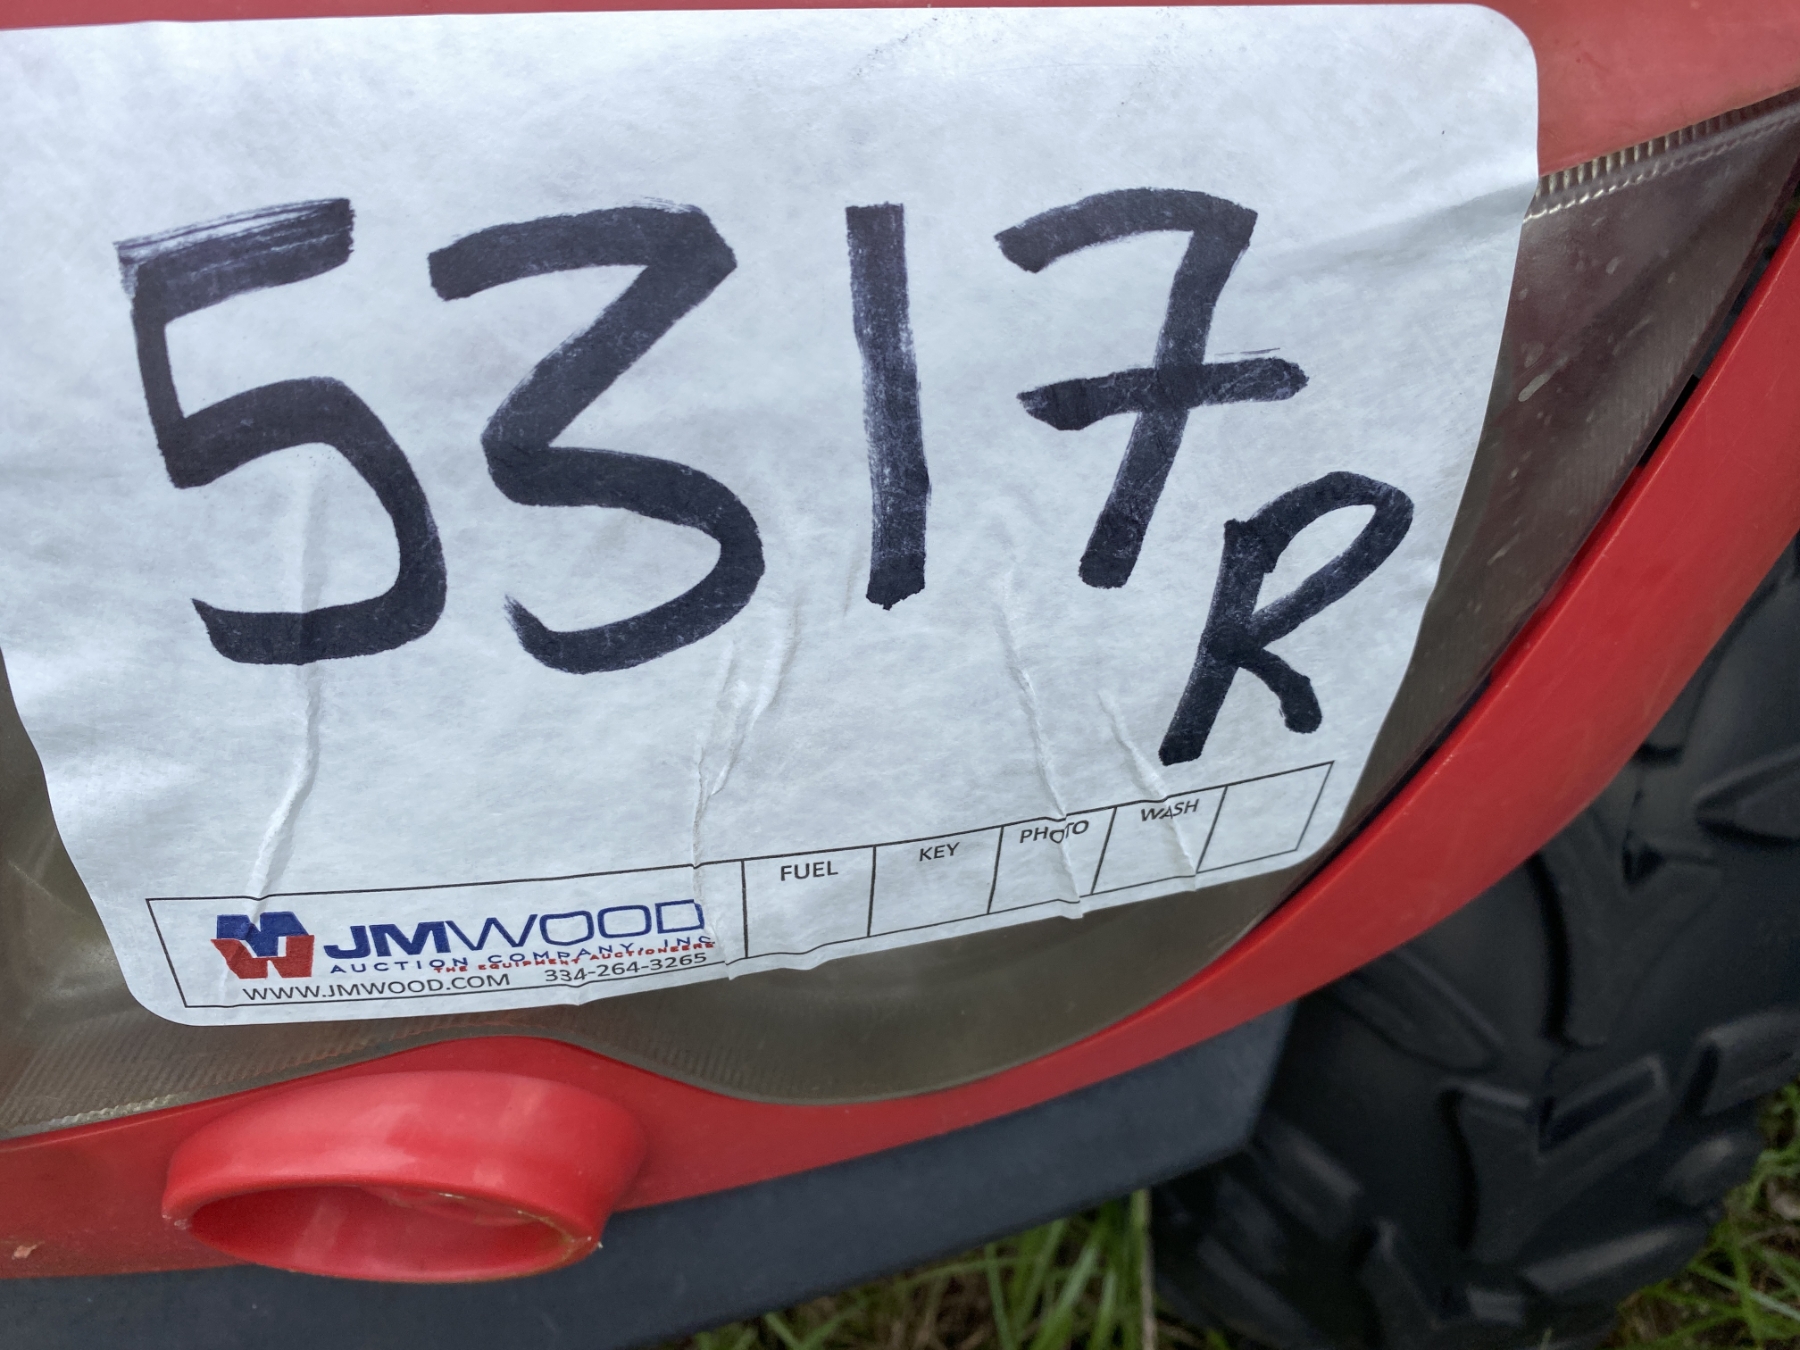 5317
R
FUEL KEY PHOTO WASH
JMWOOD
AUCTION COMPANY, INC
THE EQUIPMENT AUCTIONEERS
WWW.JMWOOD.COM 334-264-3265